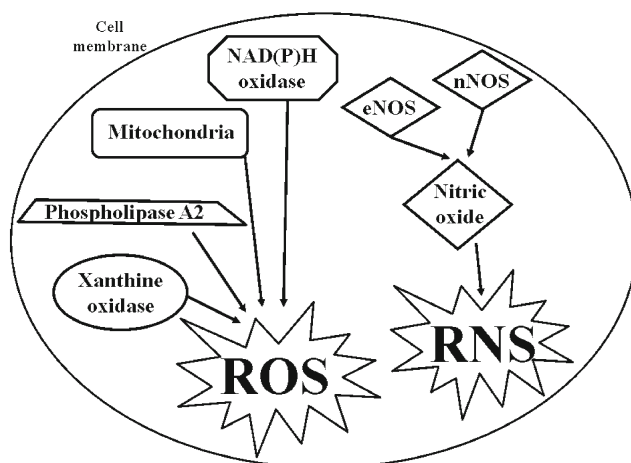 Cell
membrane
NAD(P)H
oxidase
nNOS
eNOS
Mitochondria
Nitric
oxide
Phospholipase A2
Xanthine
oxidase
ROS
RNS